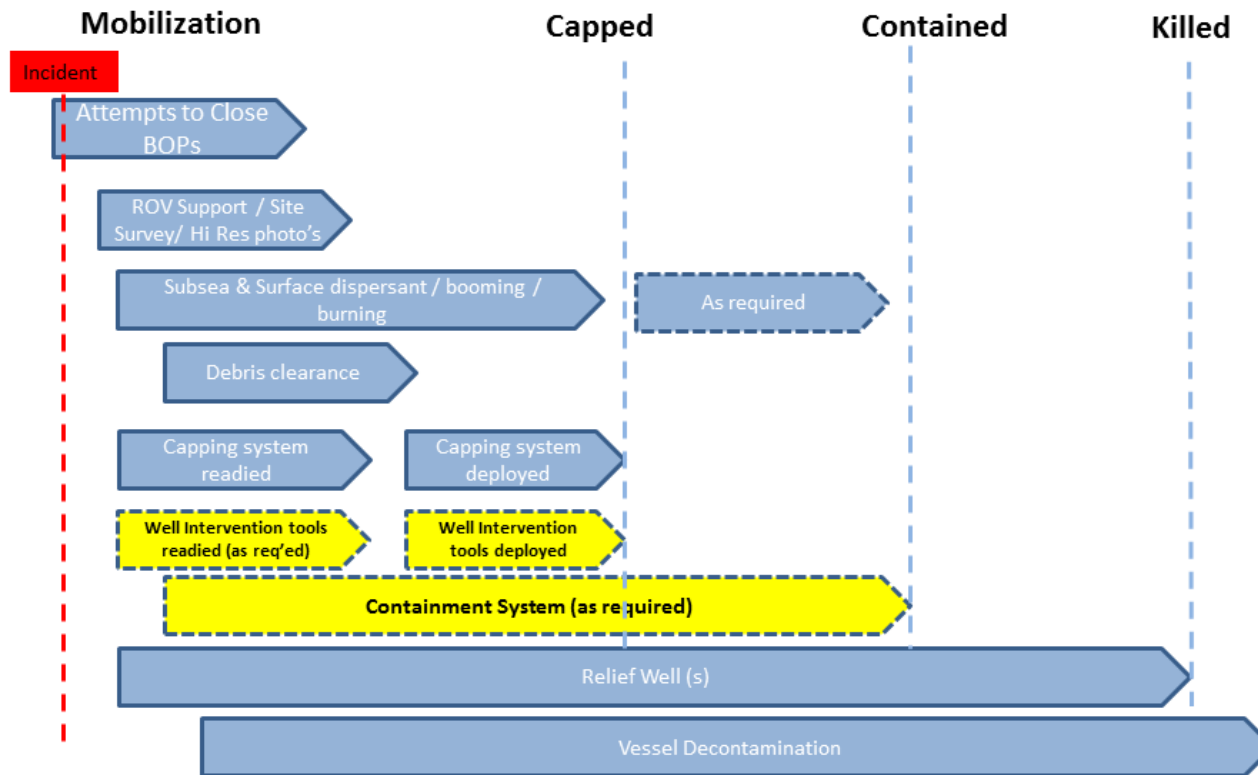 Mobilization
Capped
Contained
Killed
Incident
Attempts to Close
BOPs
ROV Support / Site
Survey/ Hi Res photo's
Subsea & Surface dispersant / booming /
burning
As required
Debris clearance
Capping system
readied
Capping system
deployed
Well Intervention tools
readied (as req'ed)
Well Intervention
tools deployed
Containment System (as required)
Relief Well (s)
Vessel Decontamination